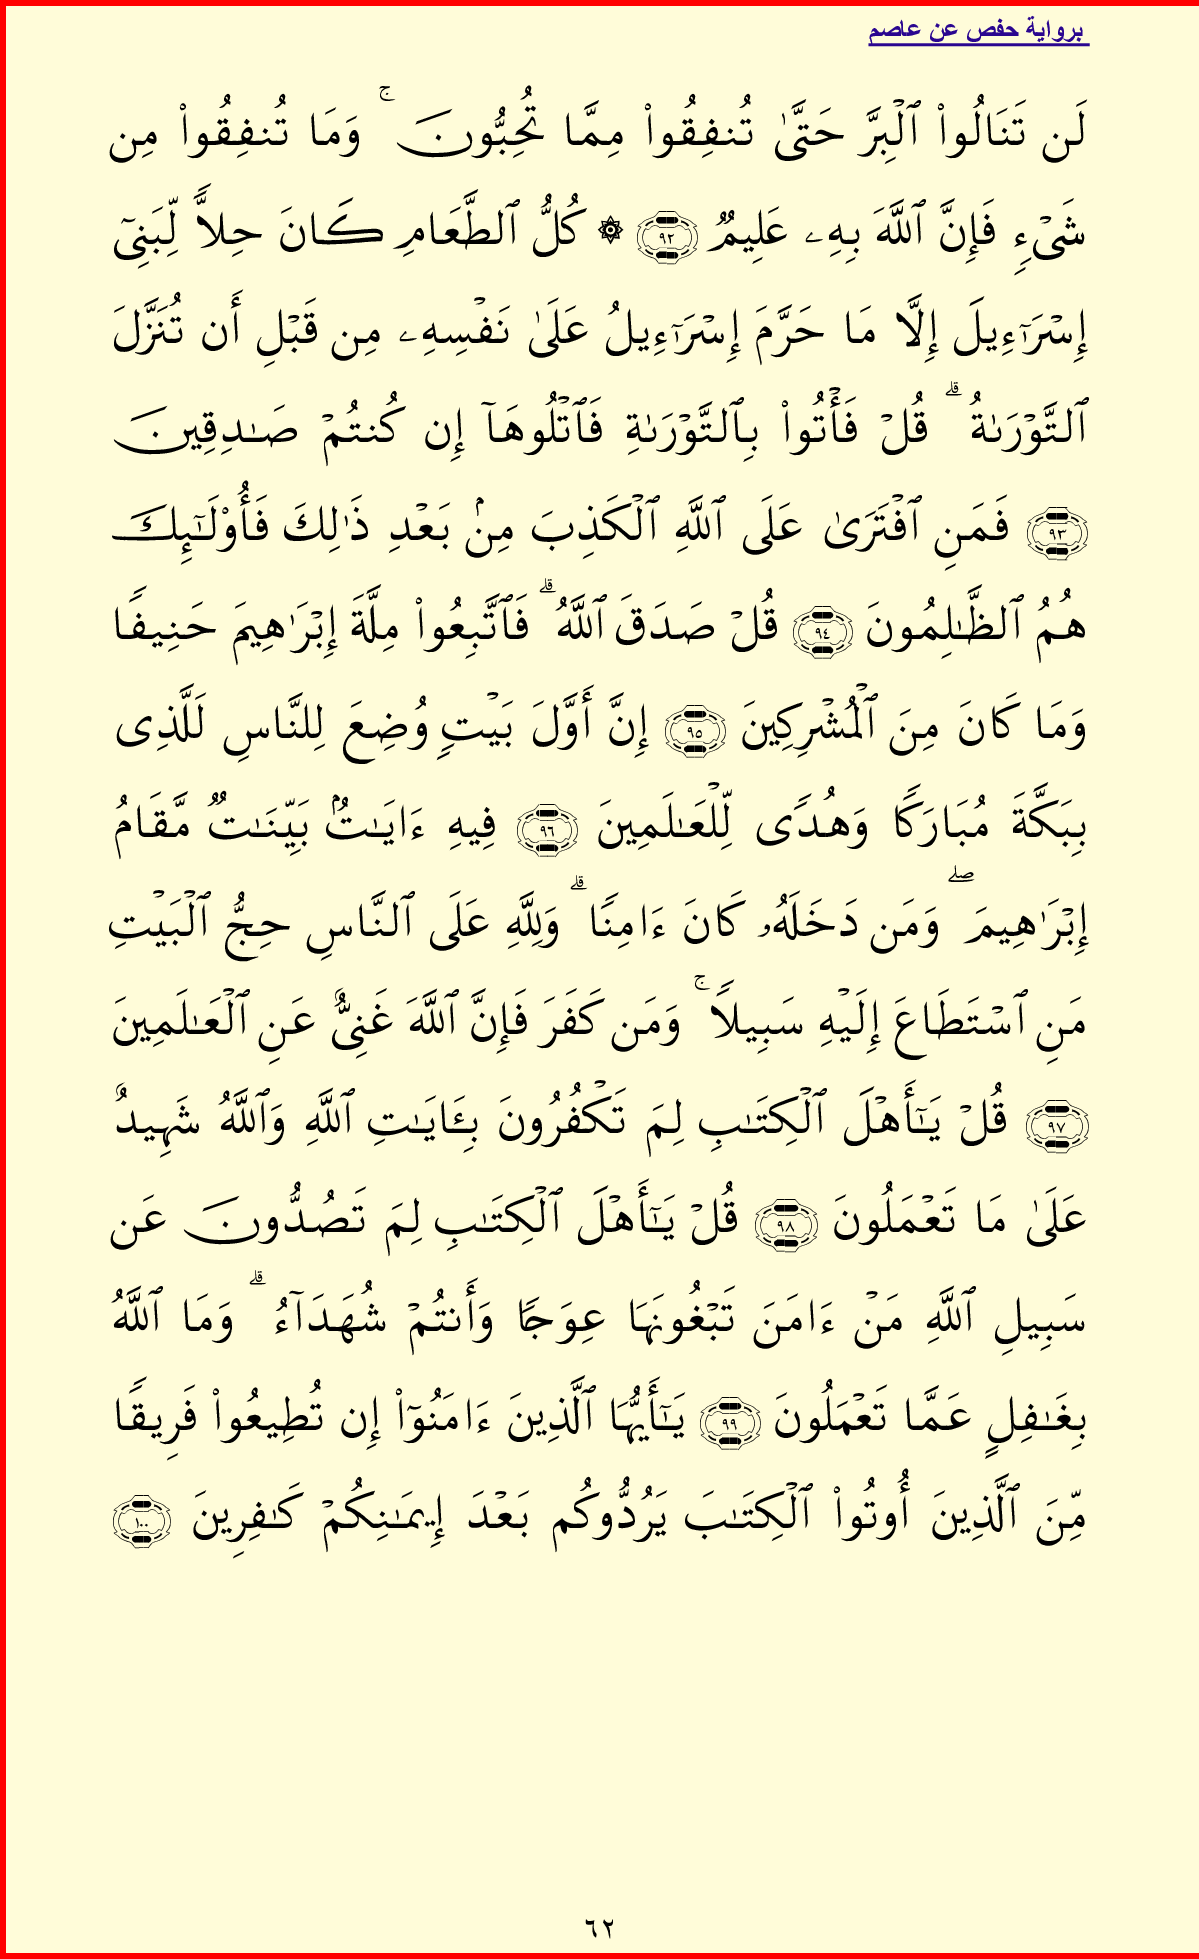 برواية حفص عن عاصم
لَن تَنَالُوا۟ ٱلْبِرَّ حَتَّىٰ تُنفِقُوا۟ مِمَّا تُحِبُّونَ ۚ وَمَا تُنفِقُوا۟ مِن
شَىْءٍ فَإِنَّ ٱللَّهَ بِهِۦ عَلِيمٌ ٩٢ ۞ كُلُّ ٱلطَّعَامِ كَانَ حِلًّا لِّبَنِىٓ
إِسْرَٰٓءِيلَ إِلَّا مَا حَرَّمَ إِسْرَٰٓءِيلُ عَلَىٰ نَفْسِهِۦ مِن قَبْلِ أَن تُنَزَّلَ
ٱلتَّوْرَىٰةُ ۗ قُلْ فَأْتُوا۟ بِٱلتَّوْرَىٰةِ فَٱتْلُوهَآ إِن كُنتُمْ صَـٰدِقِينَ
٩٣ فَمَنِ ٱفْتَرَىٰ عَلَى ٱللَّهِ ٱلْكَذِبَ مِنۢ بَعْدِ ذَٰلِكَ فَأُو۟لَـٰٓئِكَ
هُمُ ٱلظَّـٰلِمُونَ ٩٤ قُلْ صَدَقَ ٱللَّهُ ۗ فَٱتَّبِعُوا۟ مِلَّةَ إِبْرَٰهِيمَ حَنِيفًا
وَمَا كَانَ مِنَ ٱلْمُشْرِكِينَ ٩٥ إِنَّ أَوَّلَ بَيْتٍ وُضِعَ لِلنَّاسِ لَلَّذِى
بِبَكَّةَ مُبَارَكًا وَهُدًى لِّلْعَـٰلَمِينَ ٩٦ فِيهِ ءَايَـٰتٌۢ بَيِّنَـٰتٌ مَّقَامُ
إِبْرَٰهِيمَ ۖ وَمَن دَخَلَهُۥ كَانَ ءَامِنًا ۗ وَلِلَّهِ عَلَى ٱلنَّاسِ حِجُّ ٱلْبَيْتِ
مَنِ ٱسْتَطَاعَ إِلَيْهِ سَبِيلًا ۚ وَمَن كَفَرَ فَإِنَّ ٱللَّهَ غَنِىٌّ عَنِ ٱلْعَـٰلَمِينَ
٩٧ قُلْ يَـٰٓأَهْلَ ٱلْكِتَـٰبِ لِمَ تَكْفُرُونَ بِـَٔايَـٰتِ ٱللَّهِ وَٱللَّهُ شَهِيدٌ
عَلَىٰ مَا تَعْمَلُونَ ٩٨ قُلْ يَـٰٓأَهْلَ ٱلْكِتَـٰبِ لِمَ تَصُدُّونَ عَن
سَبِيلِ ٱللَّهِ مَنْ ءَامَنَ تَبْغُونَهَا عِوَجًا وَأَنتُمْ شُهَدَآءُ ۗ وَمَا ٱللَّهُ
بِغَـٰفِلٍ عَمَّا تَعْمَلُونَ ٩٩ يَـٰٓأَيُّهَا ٱلَّذِينَ ءَامَنُوٓا۟ إِن تُطِيعُوا۟ فَرِيقًا
مِّنَ ٱلَّذِينَ أُوتُوا۟ ٱلْكِتَـٰبَ يَرُدُّوكُم بَعْدَ إِيمَـٰنِكُمْ كَـٰفِرِينَ ١٠٠
٦٢